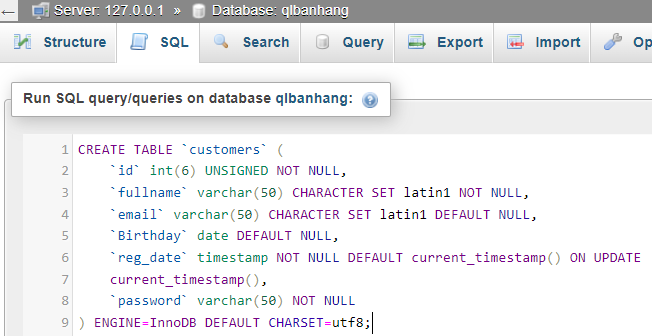 Server: 127.0.0.1 » Database: qlbanhang
Structure SQL Search Query Export Import Op
Run SQL query/queries on database qlbanhang:
1 CREATE TABLE `customers` (
2 `id` int(6) UNSIGNED NOT NULL,
3 `fullname` varchar(50) CHARACTER SET latin1 NOT NULL,
4 `email` varchar(50) CHARACTER SET latin1 DEFAULT NULL,
5 `Birthday` date DEFAULT NULL,
6 `reg_date` timestamp NOT NULL DEFAULT current_timestamp() ON UPDATE
7 current_timestamp(),
8 `password` varchar(50) NOT NULL
9 ) ENGINE=InnoDB DEFAULT CHARSET=utf8;